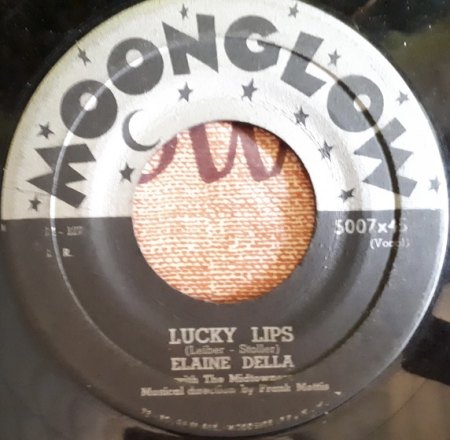 MOONGLOW
5007x45
(Vocal)
R.
LUCKY LIPS
(Leiber - Stoller)
ELAINE DELLA
with The Midtowners
Musical direction by Frank Mottis